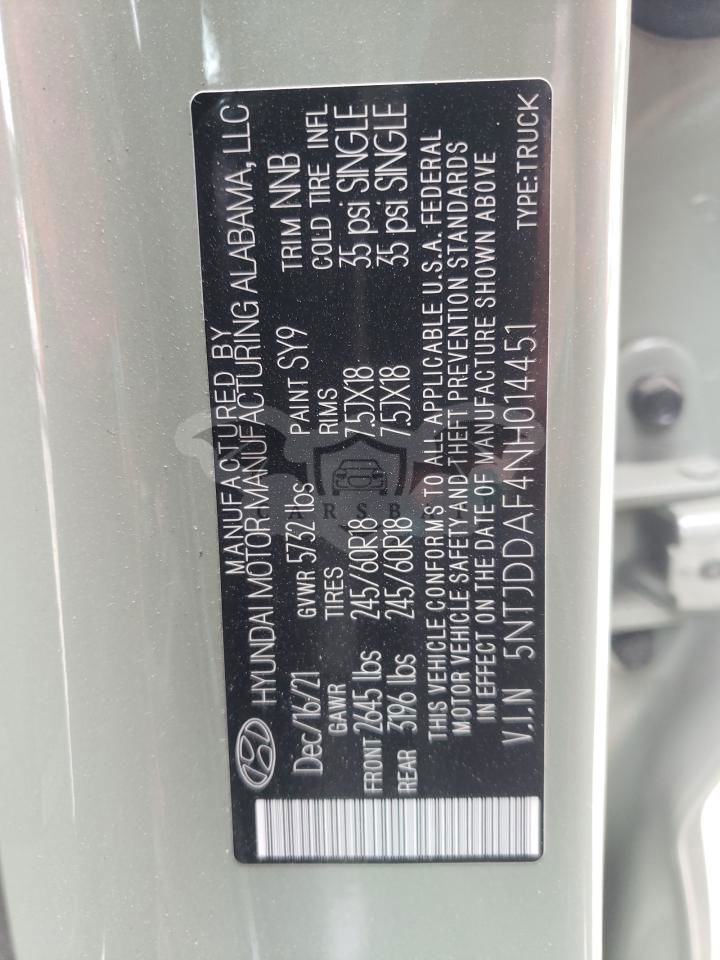 MANUFACTURED BY
HYUNDAI MOTOR MANUFACTURING ALABAMA, LLC
Dec/16/21 GVWR 5732 lbs PAINT SY9 TRIM NNB
GAWR TIRES RIMS COLD TIRE INFL
FRONT 2645 lbs 245/60R18 7.5JX18 35 psi SINGLE
REAR 3196 lbs 245/60R18 7.5JX18 35 psi SINGLE
THIS VEHICLE CONFORMS TO ALL APPLICABLE U.S.A. FEDERAL
MOTOR VEHICLE SAFETY AND THEFT PREVENTION STANDARDS
IN EFFECT ON THE DATE OF MANUFACTURE SHOWN ABOVE
V.I.N 5NTJDDAF4NH014451 TYPE:TRUCK